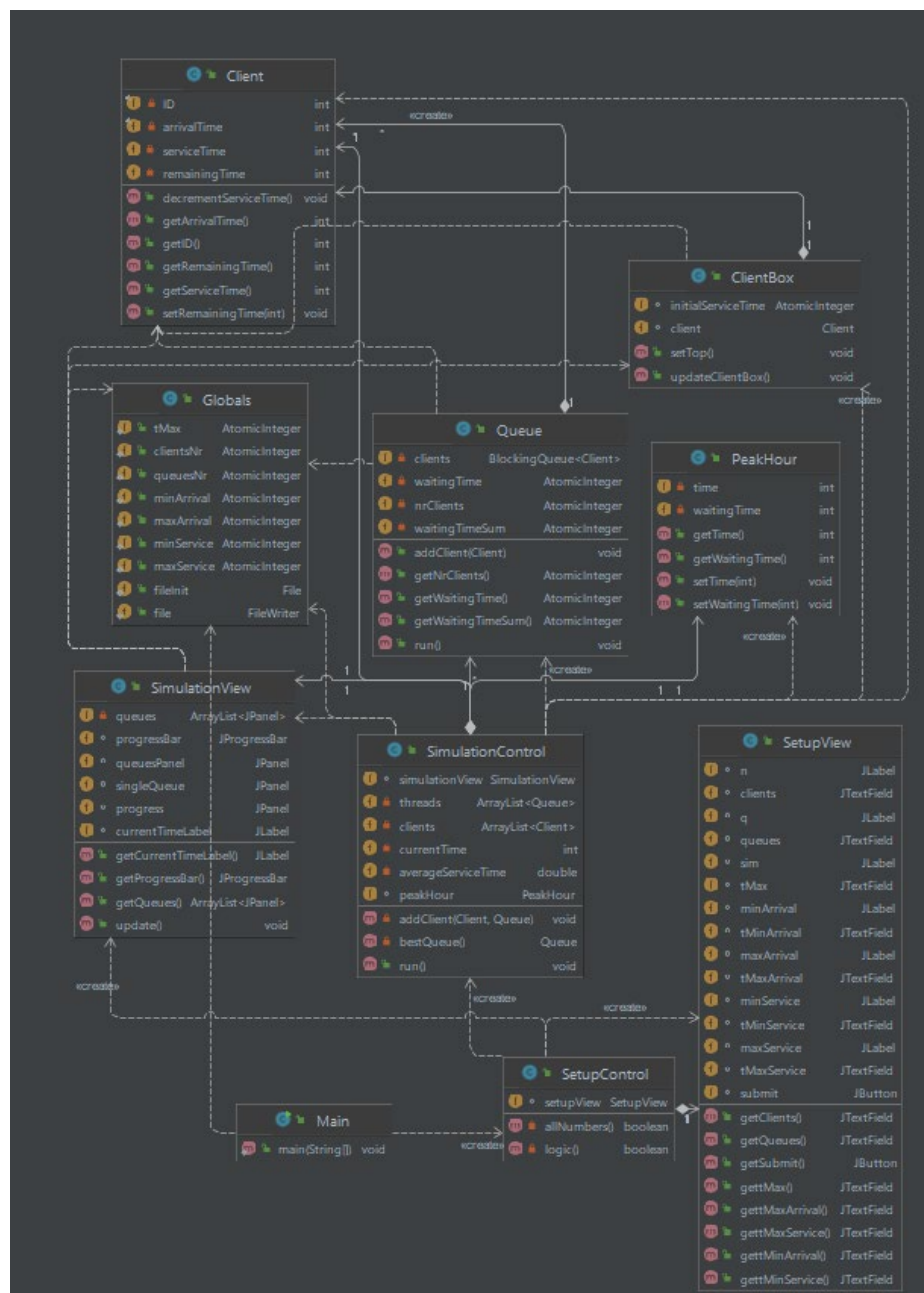 Client
ID int
arrivalTime int
serviceTime int
remainingTime int
decrementServiceTime() void
getArrivalTime() int
getID() int
getRemainingTime() int
getServiceTime() int
setRemainingTime(int) void
«create»
1
*
1
1
ClientBox
initialServiceTime AtomicInteger
client Client
setTop() void
updateClientBox() void
«create»
Globals
tMax AtomicInteger
clientsNr AtomicInteger
queuesNr AtomicInteger
minArrival AtomicInteger
maxArrival AtomicInteger
minService AtomicInteger
maxService AtomicInteger
fileInit File
file FileWriter
1
Queue
clients BlockingQueue<Client>
waitingTime AtomicInteger
nrClients AtomicInteger
waitingTimeSum AtomicInteger
addClient(Client) void
getNrClients() AtomicInteger
getWaitingTime() AtomicInteger
getWaitingTimeSum() AtomicInteger
run() void
PeakHour
time int
waitingTime int
getTime() int
getWaitingTime() int
setTime(int) void
setWaitingTime(int) void
«create»
«create»
1
1
1
*
1 1
SimulationView
queues ArrayList<JPanel>
progressBar JProgressBar
queuesPanel JPanel
singleQueue JPanel
progress JPanel
currentTimeLabel JLabel
getCurrentTimeLabel() JLabel
getProgressBar() JProgressBar
getQueues() ArrayList<JPanel>
update() void
SimulationControl
simulationView SimulationView
threads ArrayList<Queue>
clients ArrayList<Client>
currentTime int
averageServiceTime double
peakHour PeakHour
addClient(Client, Queue) void
bestQueue() Queue
run() void
SetupView
n JLabel
clients JTextField
q JLabel
queues JTextField
sim JLabel
tMax JTextField
minArrival JLabel
tMinArrival JTextField
maxArrival JLabel
tMaxArrival JTextField
minService JLabel
tMinService JTextField
maxService JLabel
tMaxService JTextField
submit JButton
getClients() JTextField
getQueues() JTextField
getSubmit() JButton
gettMax() JTextField
gettMaxArrival() JTextField
gettMaxService() JTextField
gettMinArrival() JTextField
gettMinService() JTextField
«create»
«create»
«create»
SetupControl
setupView SetupView
allNumbers() boolean
logic() boolean
1
Main
main(String[]) void
«create»